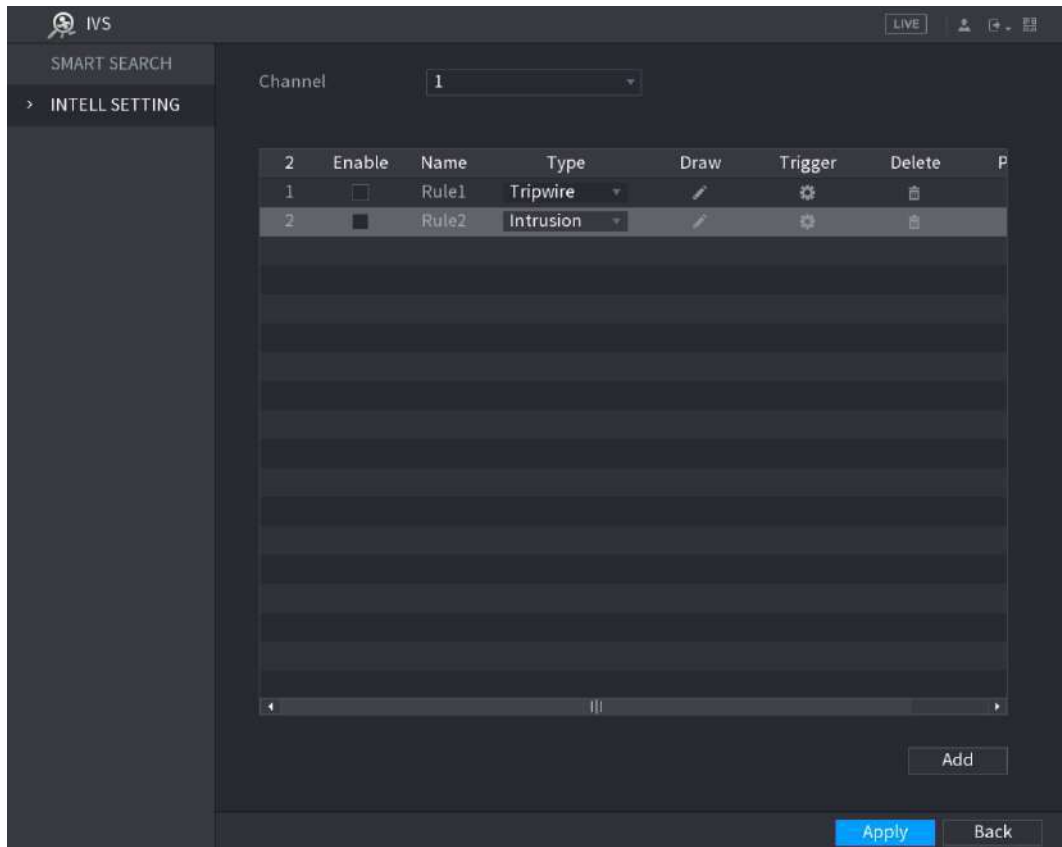 IVS LIVE
SMART SEARCH
INTELL SETTING
Channel 1
2 Enable Name Type Draw Trigger Delete P
1 Rule1 Tripwire
2 Rule2 Intrusion
Add
Apply Back